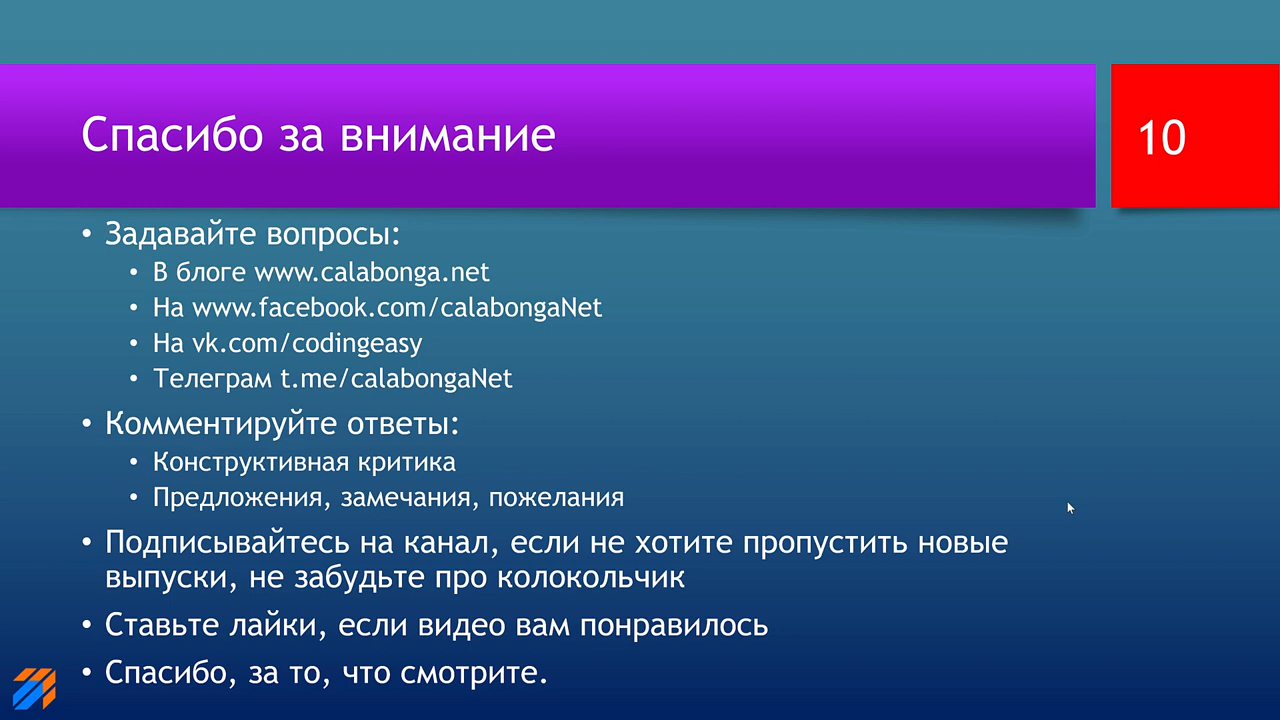 Спасибо за внимание
10
• Задавайте вопросы:
• В блоге www.calabonga.net
• На www.facebook.com/calabongaNet
• На vk.com/codingeasy
• Телеграм t.me/calabongaNet
• Комментируйте ответы:
• Конструктивная критика
• Предложения, замечания, пожелания
• Подписывайтесь на канал, если не хотите пропустить новые
выпуски, не забудьте про колокольчик
• Ставьте лайки, если видео вам понравилось
• Спасибо, за то, что смотрите.